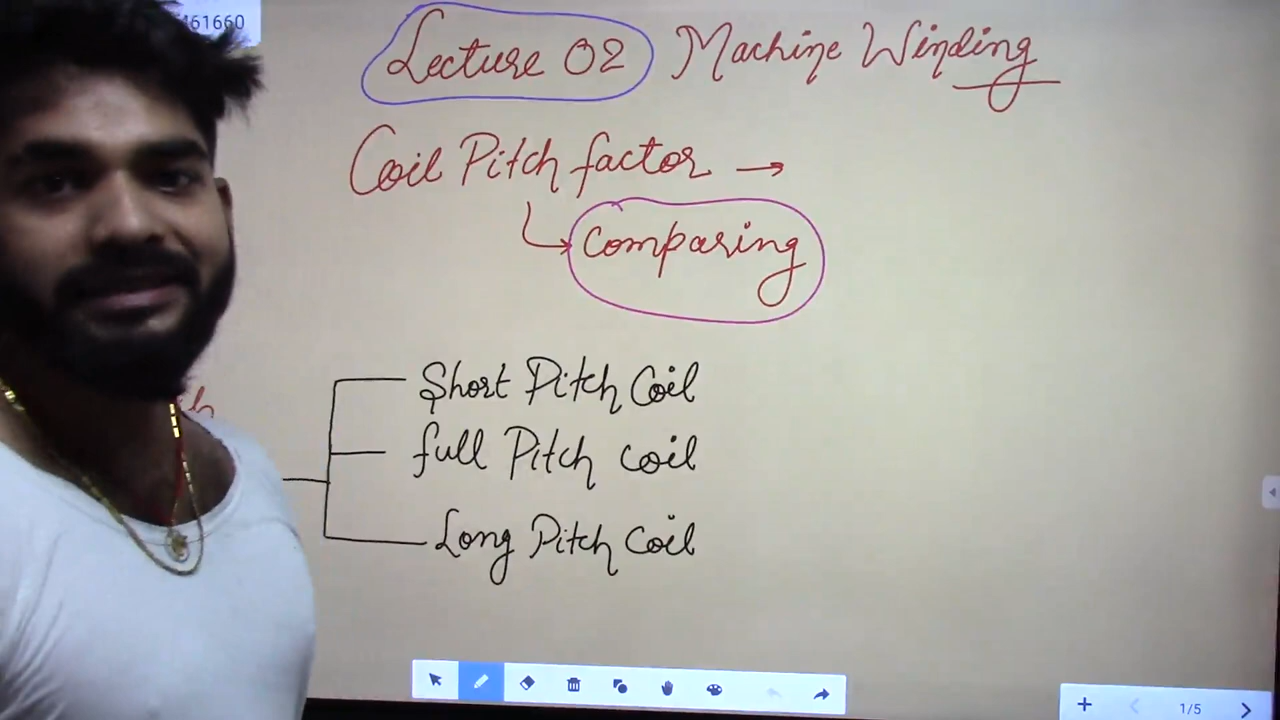 461660
Lecture 02 Machine Winding
Coil Pitch factor →
comparing
Short Pitch Coil
full Pitch coil
Long Pitch Coil
1/5